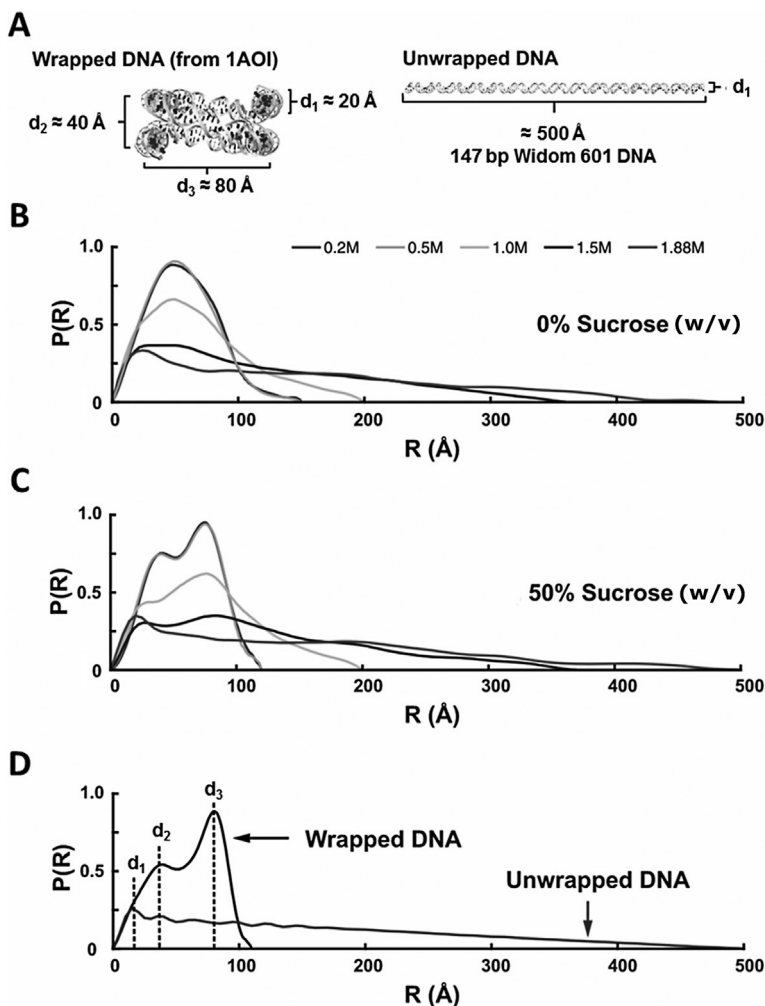 A
Wrapped DNA (from 1AOI)
d₂ ≈ 40 Å
d₁ ≈ 20 Å
d₃ ≈ 80 Å
Unwrapped DNA
d₁
≈ 500 Å
147 bp Widom 601 DNA
B
P(R)
1.0
0.5
0
0.2M 0.5M 1.0M 1.5M 1.88M
0% Sucrose (w/v)
0 100 200 300 400 500
R (Å)
C
P(R)
1.0
0.5
0
50% Sucrose (w/v)
0 100 200 300 400 500
R (Å)
D
P(R)
1.0
0.5
0
d₁
d₂
d₃
Wrapped DNA
Unwrapped DNA
0 100 200 300 400 500
R (Å)